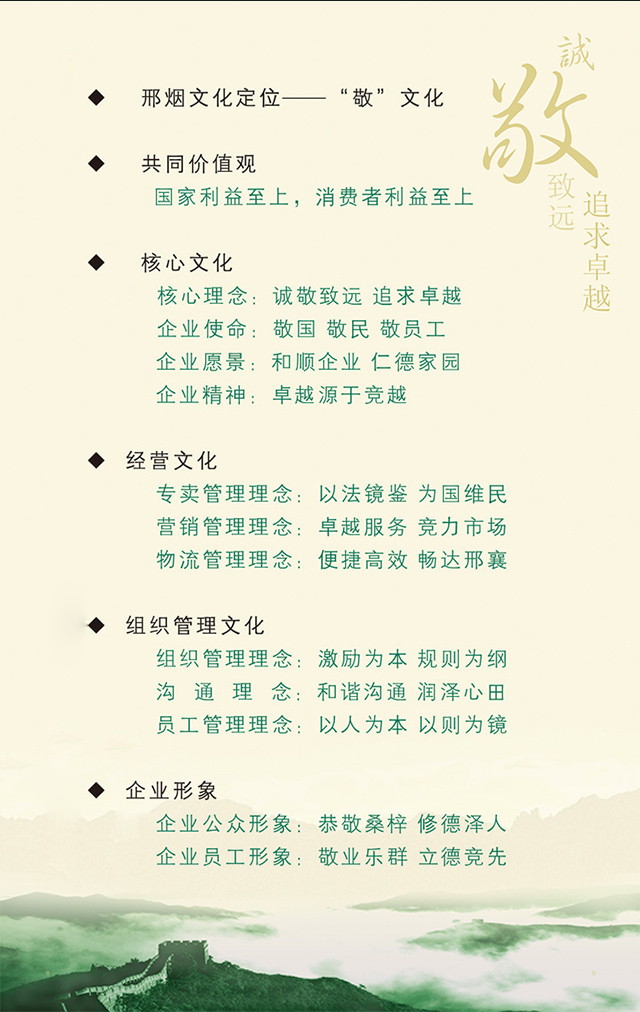 誠
敬
致远
追求卓越
◆ 邢烟文化定位——“敬”文化
◆ 共同价值观
国家利益至上，消费者利益至上
◆ 核心文化
核心理念：诚敬致远 追求卓越
企业使命：敬国 敬民 敬员工
企业愿景：和顺企业 仁德家园
企业精神：卓越源于竞越
◆ 经营文化
专卖管理理念：以法镜鉴 为国维民
营销管理理念：卓越服务 竞力市场
物流管理理念：便捷高效 畅达邢襄
◆ 组织管理文化
组织管理理念：激励为本 规则为纲
沟通理念：和谐沟通 润泽心田
员工管理理念：以人为本 以则为镜
◆ 企业形象
企业公众形象：恭敬桑梓 修德泽人
企业员工形象：敬业乐群 立德竞先